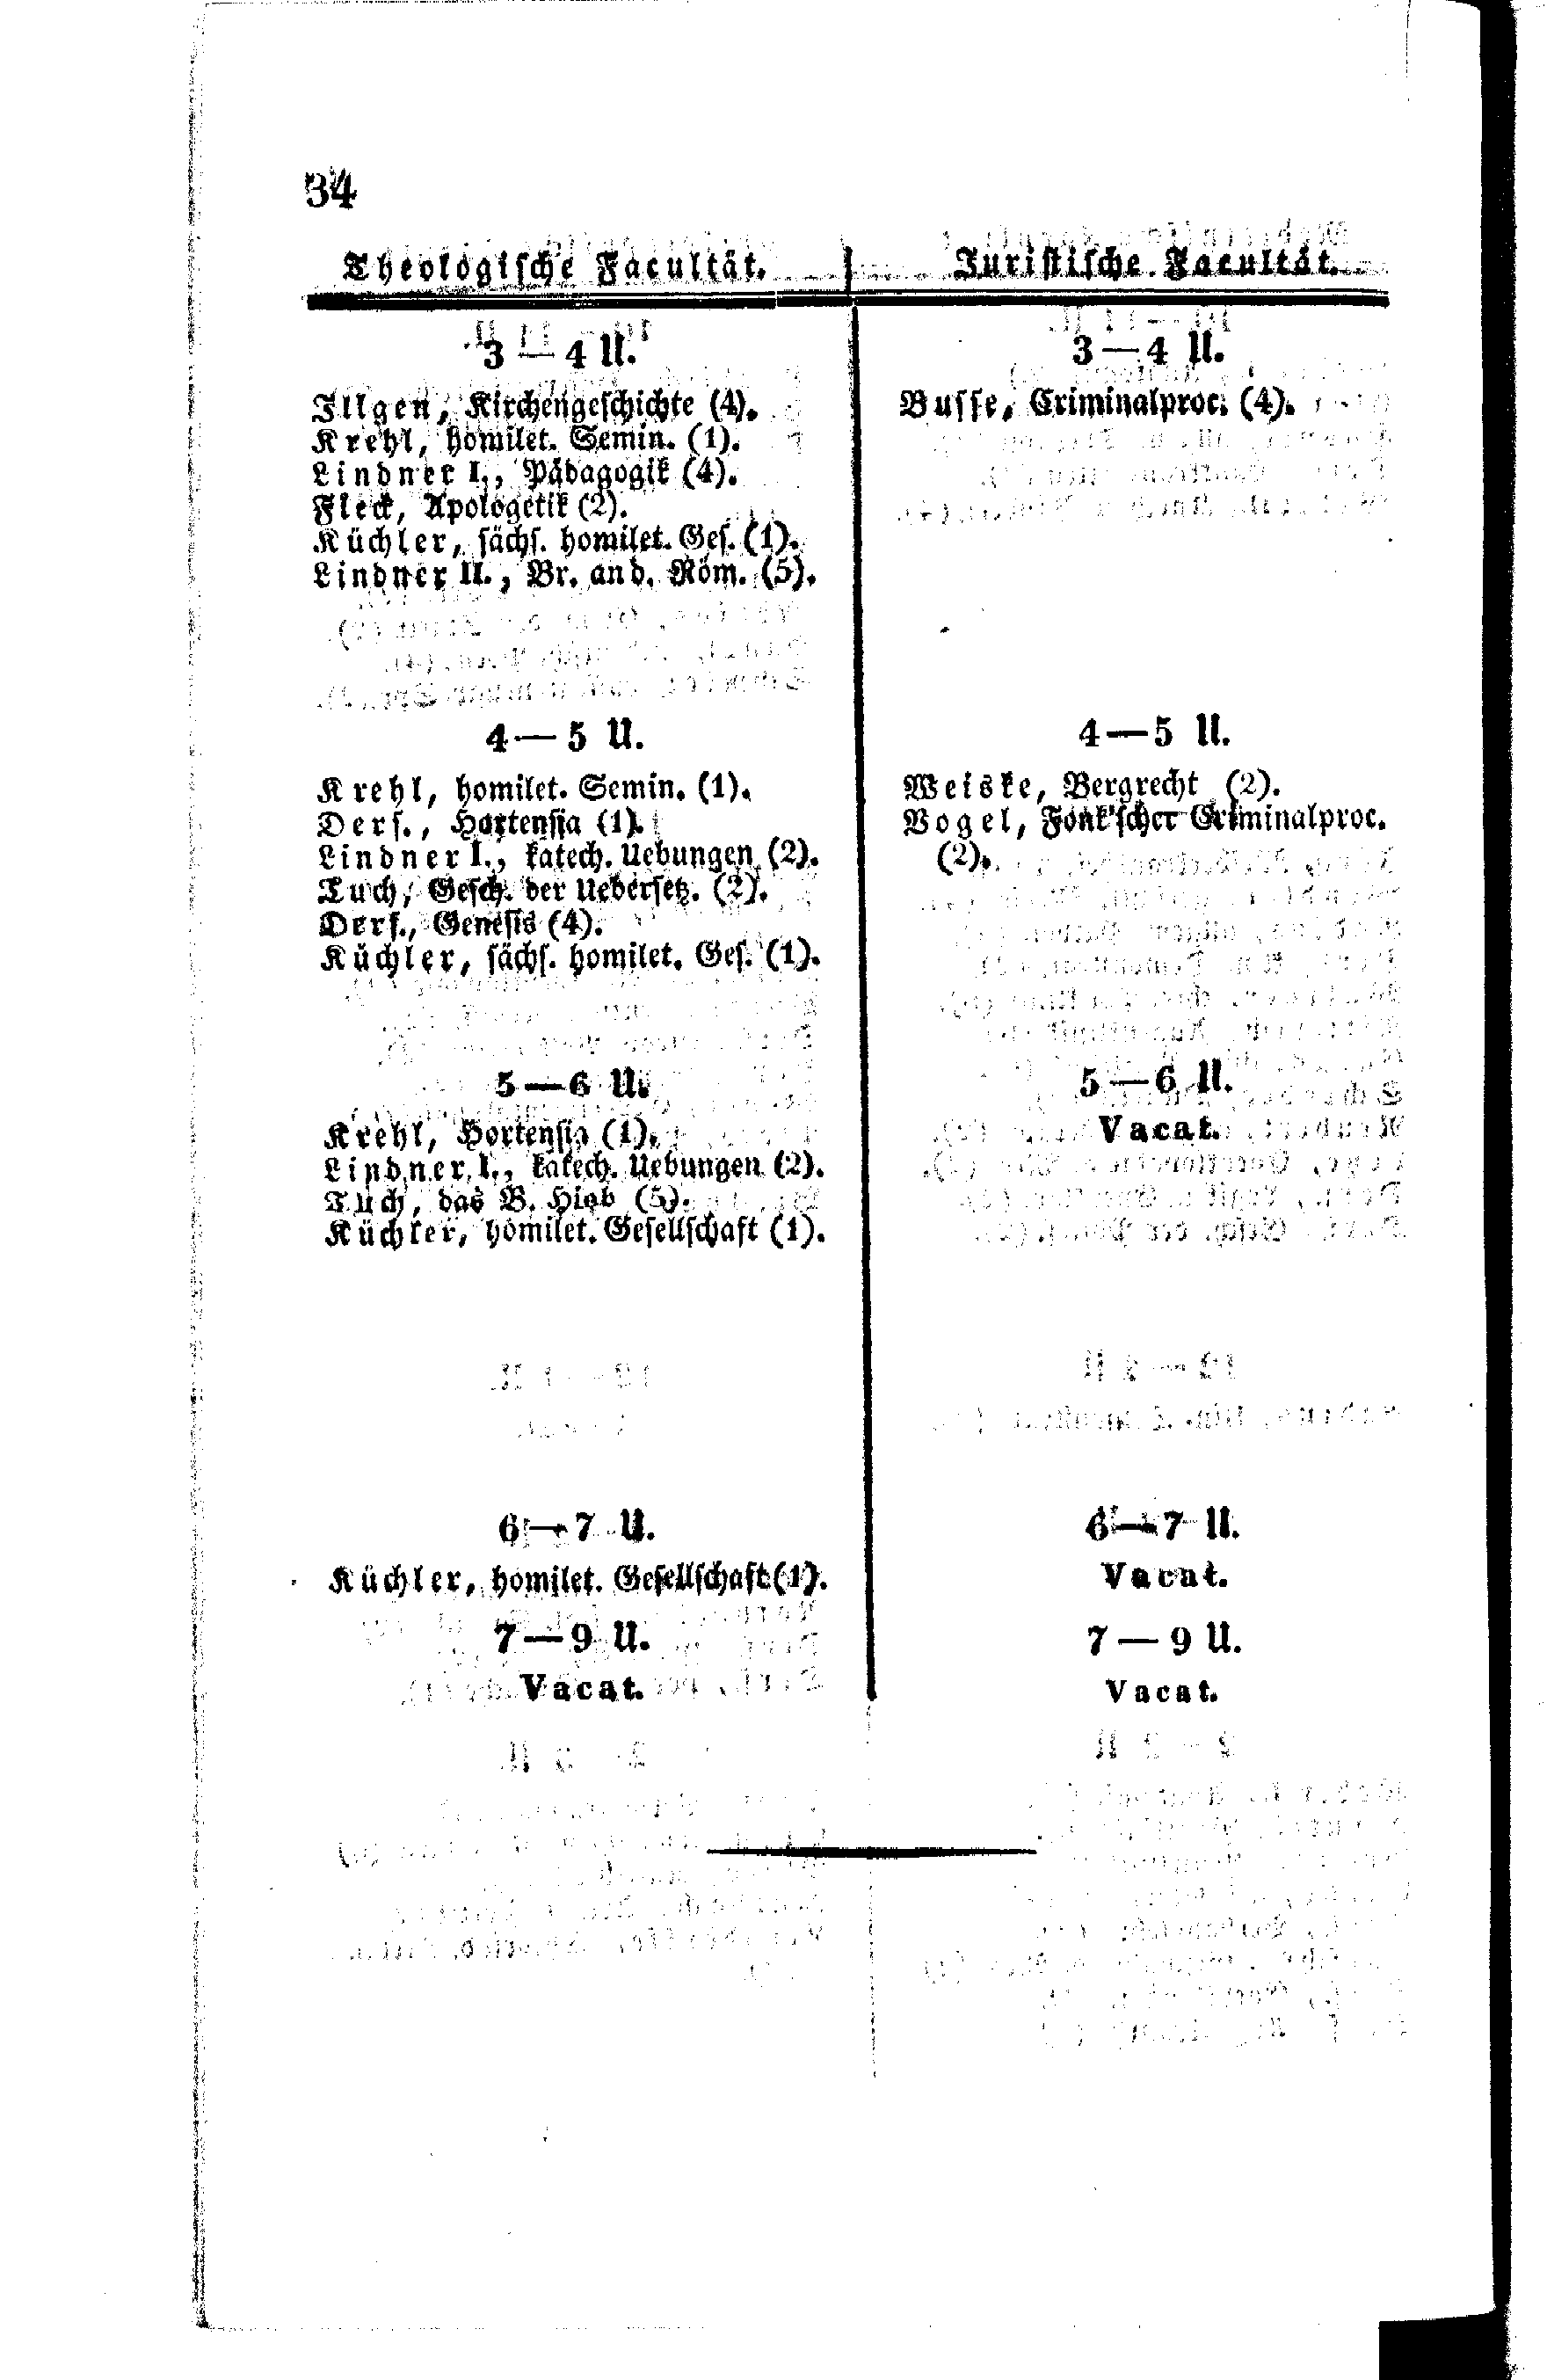 34
Theologische Facultät.
3 — 4 U.
Illgen, Kirchengeschichte (4).
Krehl, homilet. Semin. (1).
Lindner I., Pädagogik (4).
Fleck, Apologetik (2).
Küchler, sächs. homilet. Ges. (1).
Lindner II., Br. and. Röm. (5).
4 — 5 U.
Krehl, homilet. Semin. (1).
Ders., Hortensia (1).
Lindner I., katech. Uebungen (2).
Tuch, Gesch. der Uebersetz. (2).
Ders., Genesis (4).
Küchler, sächs. homilet. Ges. (1).
5 — 6 U.
Krehl, Hortensia (1).
Lindner I., katech. Uebungen (2).
Tuch, das B. Hiob (5).
Küchler, homilet. Gesellschaft (1).
6 — 7 U.
Küchler, homilet. Gesellschaft (1).
7 — 9 U.
Vacat.
Juristische Facultät.
3 — 4 U.
Busse, Criminalproc. (4).
4 — 5 U.
Weiske, Bergrecht (2).
Vogel, Fonk'scher Criminalproc.
(2).
5 — 6 U.
Vacat.
6 — 7 U.
Vacat.
7 — 9 U.
Vacat.